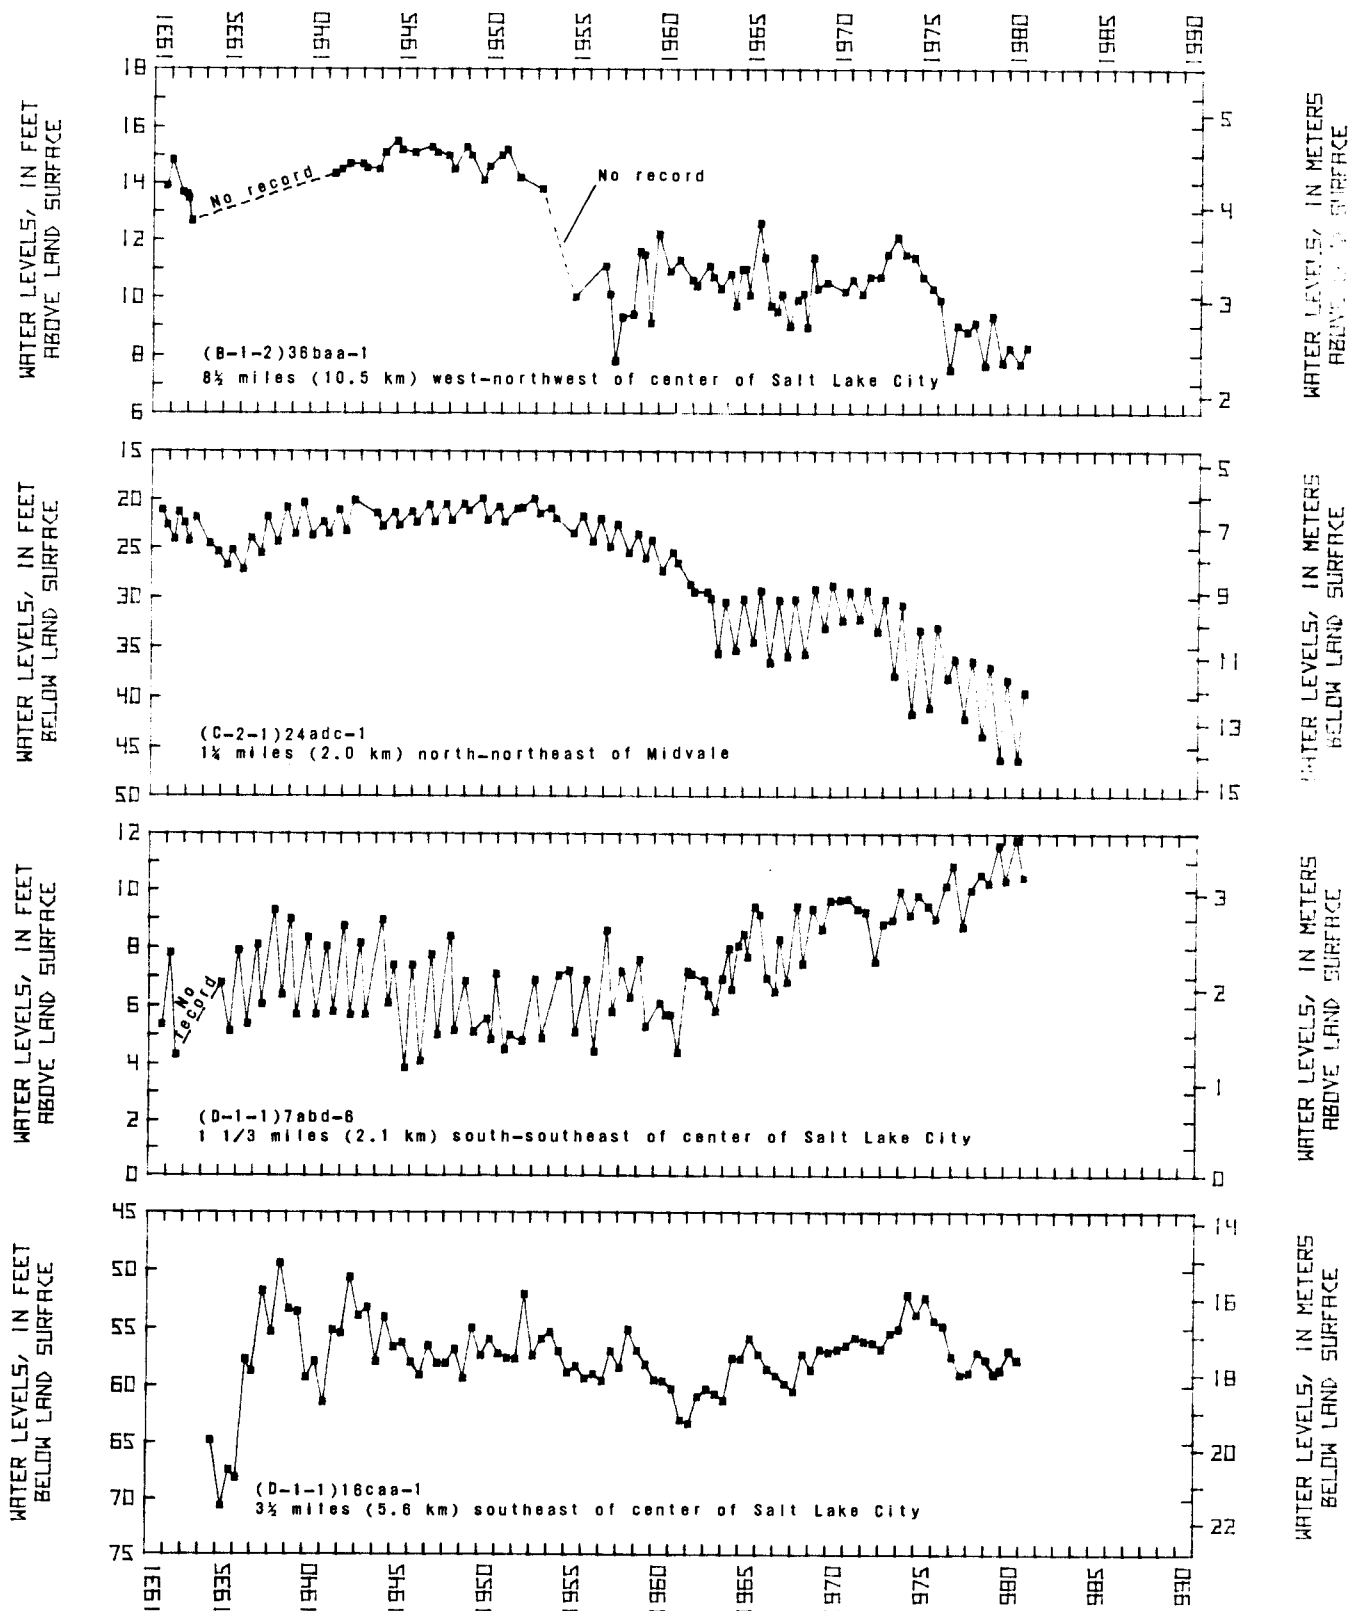 1931 1935 1940 1945 1950 1955 1960 1965 1970 1975 1980 1985 1990
WATER LEVELS, IN FEET
ABOVE LAND SURFACE
18
16
14
12
10
8
6
No record
No record
(B-1-2)36baa-1
8½ miles (10.5 km) west-northwest of center of Salt Lake City
5
4
3
2
WATER LEVELS, IN METERS
ABOVE SURFACE
WATER LEVELS, IN FEET
BELOW LAND SURFACE
15
20
25
30
35
40
45
50
(C-2-1)24adc-1
1¼ miles (2.0 km) north-northeast of Midvale
5
7
9
11
13
15
WATER LEVELS, IN METERS
BELOW LAND SURFACE
WATER LEVELS, IN FEET
ABOVE LAND SURFACE
12
10
8
6
4
2
0
No
record
(D-1-1)7abd-6
1 1/3 miles (2.1 km) south-southeast of center of Salt Lake City
3
2
1
0
WATER LEVELS, IN METERS
ABOVE LAND SURFACE
WATER LEVELS, IN FEET
BELOW LAND SURFACE
45
50
55
60
65
70
75
(D-1-1)16caa-1
3½ miles (5.6 km) southeast of center of Salt Lake City
14
16
18
20
22
WATER LEVELS, IN METERS
BELOW LAND SURFACE
1931 1935 1940 1945 1950 1955 1960 1965 1970 1975 1980 1985 1990